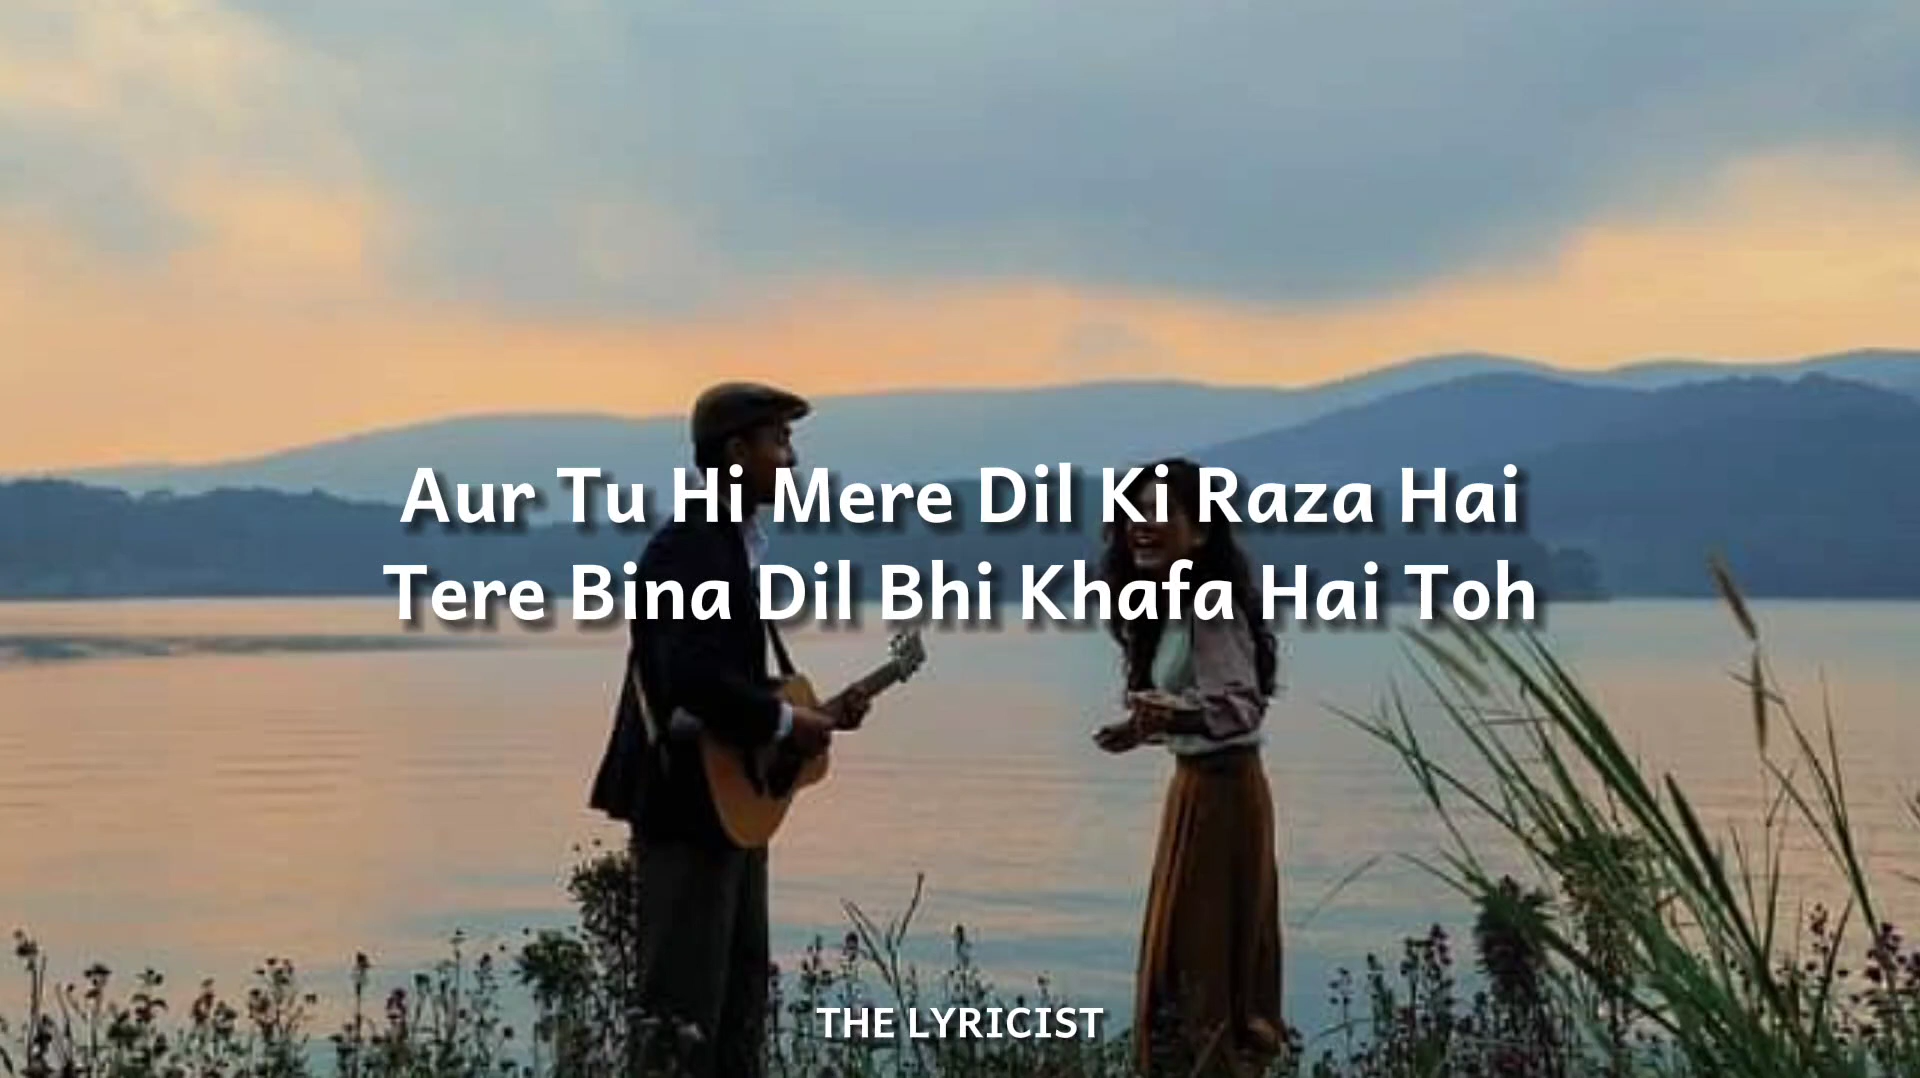 Aur Tu Hi Mere Dil Ki Raza Hai
Tere Bina Dil Bhi Khafa Hai Toh
THE LYRICIST